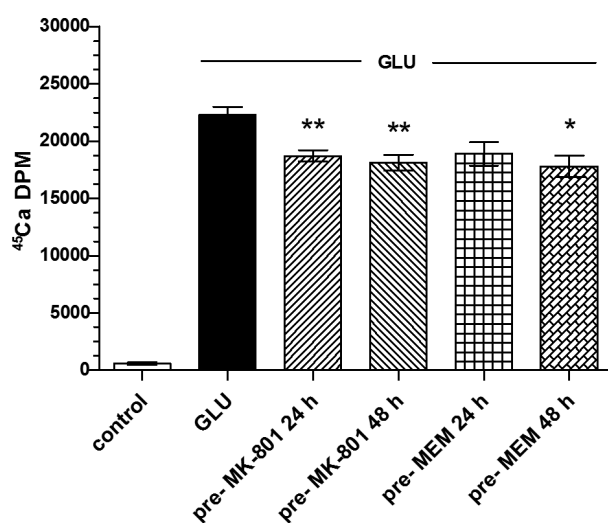 30000
25000
20000
15000
10000
5000
0
⁴⁵Ca DPM
GLU
**
**
*
control
GLU
pre- MK-801 24 h
pre- MK-801 48 h
pre- MEM 24 h
pre- MEM 48 h